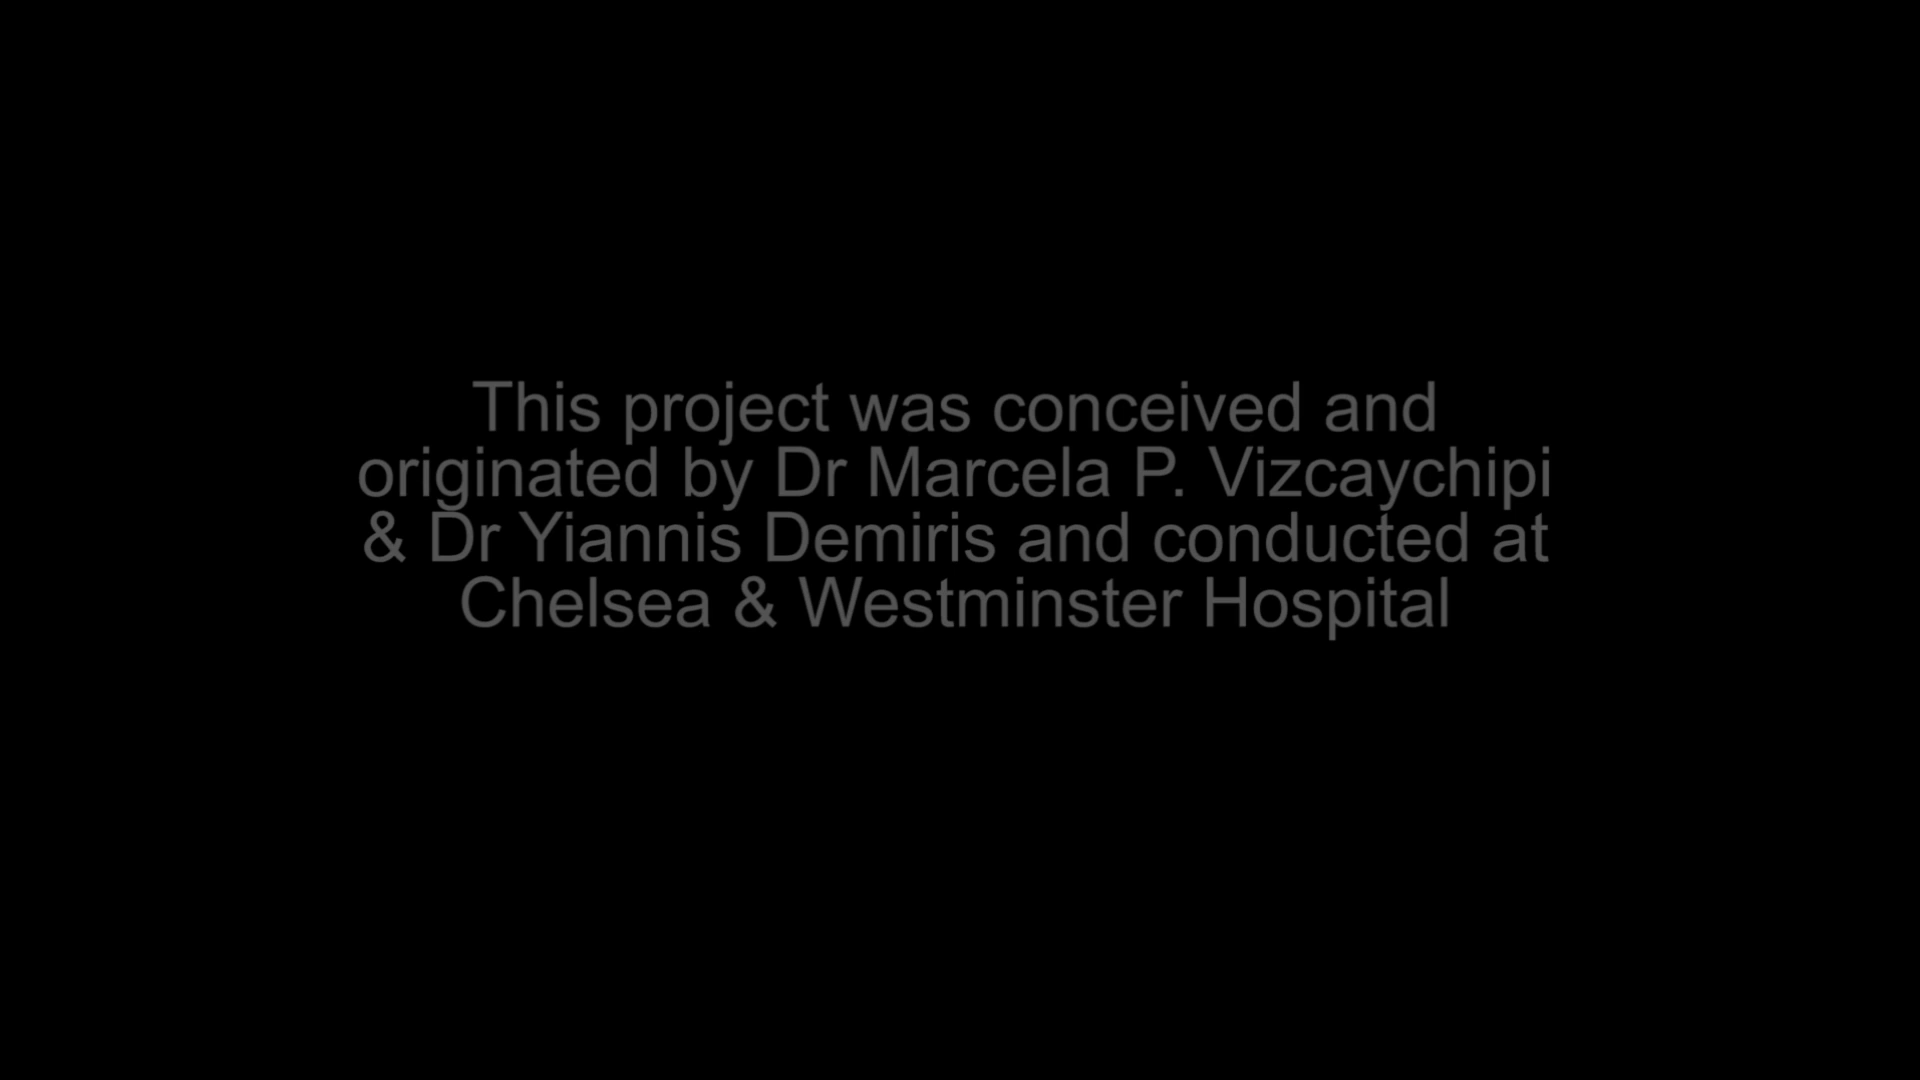 This project was conceived and
originated by Dr Marcela P. Vizcaychipi
& Dr Yiannis Demiris and conducted at
Chelsea & Westminster Hospital